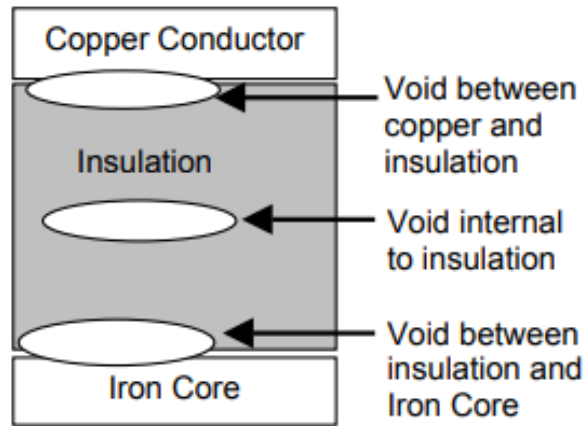 Copper Conductor
Void between
copper and
insulation
Insulation
Void internal
to insulation
Void between
insulation and
Iron Core
Iron Core